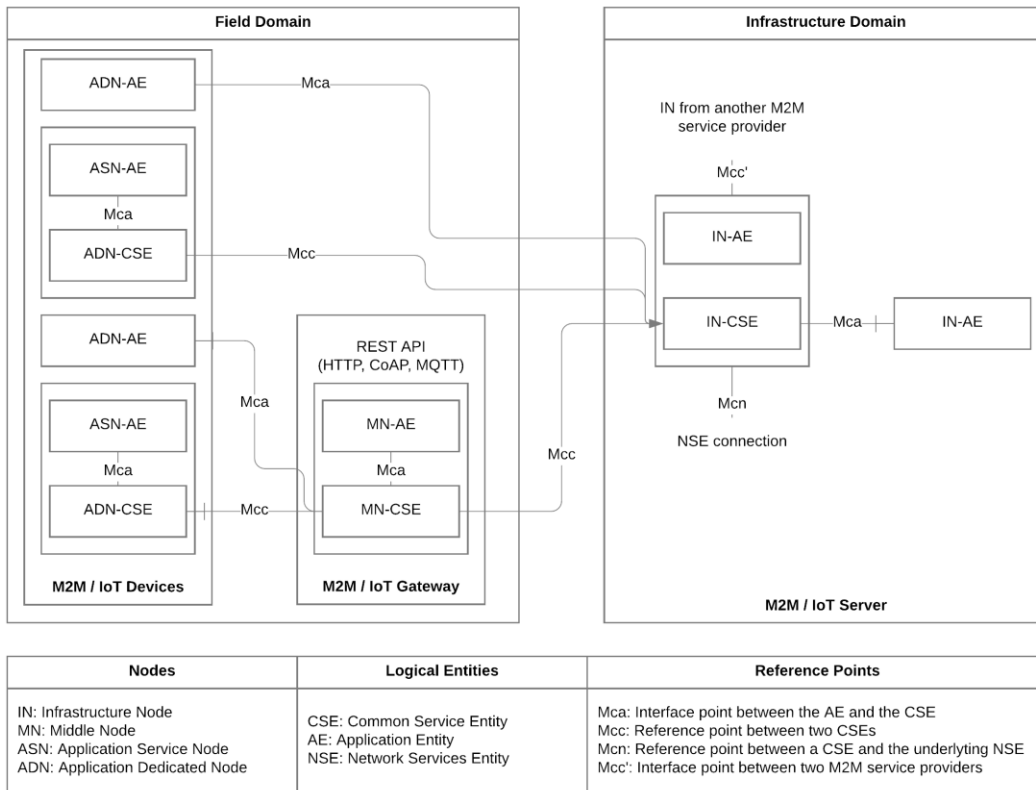 Field Domain
Infrastructure Domain
ADN-AE
Mca
ASN-AE
Mca
ADN-CSE
Mcc
ADN-AE
Mca
ASN-AE
Mca
ADN-CSE
Mcc
M2M / IoT Devices
REST API
(HTTP, CoAP, MQTT)
MN-AE
Mca
MN-CSE
M2M / IoT Gateway
Mcc
IN from another M2M
service provider
Mcc'
IN-AE
IN-CSE
Mca
IN-AE
Mcn
NSE connection
M2M / IoT Server
Nodes
IN: Infrastructure Node
MN: Middle Node
ASN: Application Service Node
ADN: Application Dedicated Node
Logical Entities
CSE: Common Service Entity
AE: Application Entity
NSE: Network Services Entity
Reference Points
Mca: Interface point between the AE and the CSE
Mcc: Reference point between two CSEs
Mcn: Reference point between a CSE and the underlyting NSE
Mcc': Interface point between two M2M service providers